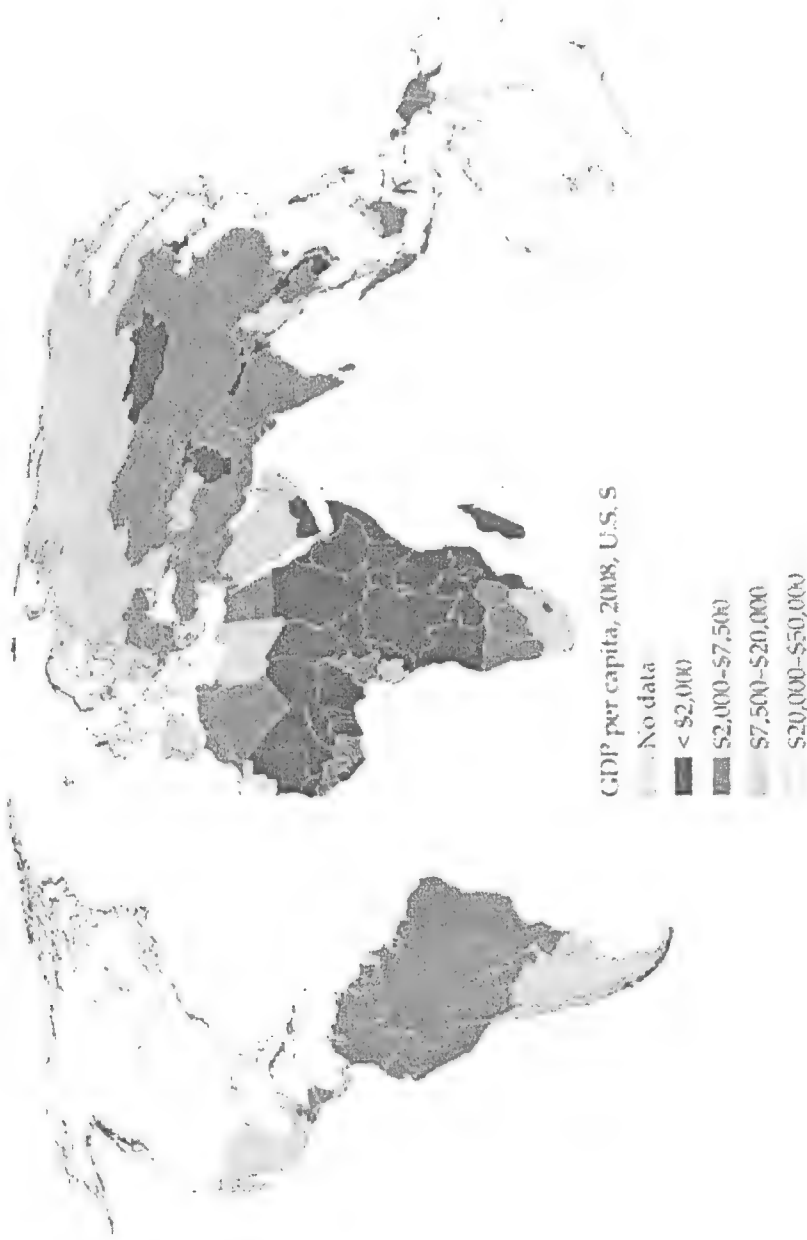 GDP per capita, 2008, U.S. $
No data
< $2,000
$2,000–$7,500
$7,500–$20,000
$20,000–$50,000